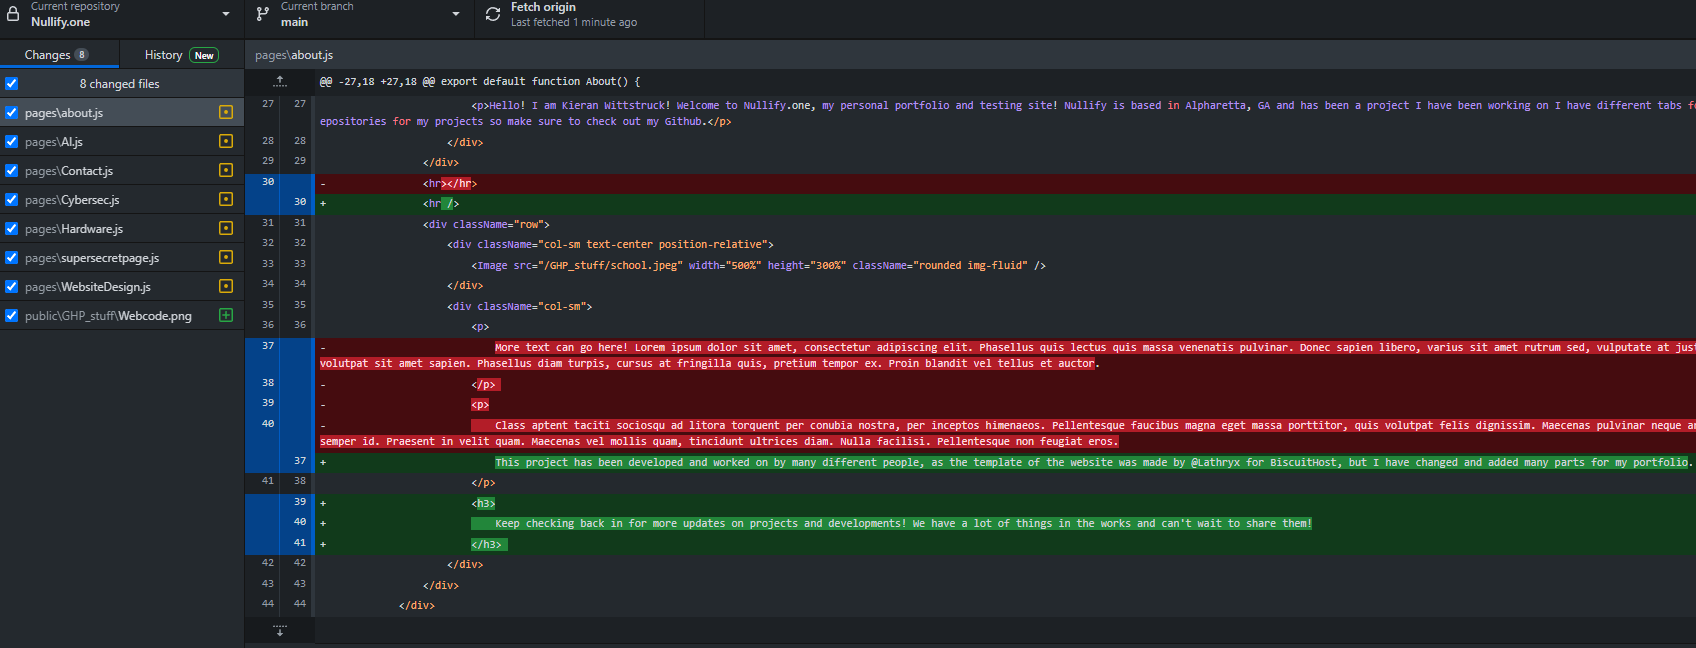 Current repository
Nullify.one
Current branch
main
Fetch origin
Last fetched 1 minute ago
Changes 8
History New
pages\about.js
8 changed files
pages\about.js
pages\AI.js
pages\Contact.js
pages\Cybersec.js
pages\Hardware.js
pages\supersecretpage.js
pages\WebsiteDesign.js
public\GHP_stuff\Webcode.png
@@ -27,18 +27,18 @@ export default function About() {
27 27 <p>Hello! I am Kieran Wittstruck! Welcome to Nullify.one, my personal portfolio and testing site! Nullify is based in Alpharetta, GA and has been a project I have been working on I have different tabs fo
epositories for my projects so make sure to check out my Github.</p>
28 28 </div>
29 29 </div>
30 - <hr></hr>
30 + <hr />
31 31 <div className="row">
32 32 <div className="col-sm text-center position-relative">
33 33 <Image src="/GHP_stuff/school.jpeg" width="500%" height="300%" className="rounded img-fluid" />
34 34 </div>
35 35 <div className="col-sm">
36 36 <p>
37 - More text can go here! Lorem ipsum dolor sit amet, consectetur adipiscing elit. Phasellus quis lectus quis massa venenatis pulvinar. Donec sapien libero, varius sit amet rutrum sed, vulputate at just
volutpat sit amet sapien. Phasellus diam turpis, cursus at fringilla quis, pretium tempor ex. Proin blandit vel tellus et auctor.
38 - </p>
39 - <p>
40 - Class aptent taciti sociosqu ad litora torquent per conubia nostra, per inceptos himenaeos. Pellentesque faucibus magna eget massa porttitor, quis volutpat felis dignissim. Maecenas pulvinar neque ar
semper id. Praesent in velit quam. Maecenas vel mollis quam, tincidunt ultrices diam. Nulla facilisi. Pellentesque non feugiat eros.
37 + This project has been developed and worked on by many different people, as the template of the website was made by @Lathryx for BiscuitHost, but I have changed and added many parts for my portfolio.
41 38 </p>
39 + <h3>
40 + Keep checking back in for more updates on projects and developments! We have a lot of things in the works and can't wait to share them!
41 + </h3>
42 42 </div>
43 43 </div>
44 44 </div>